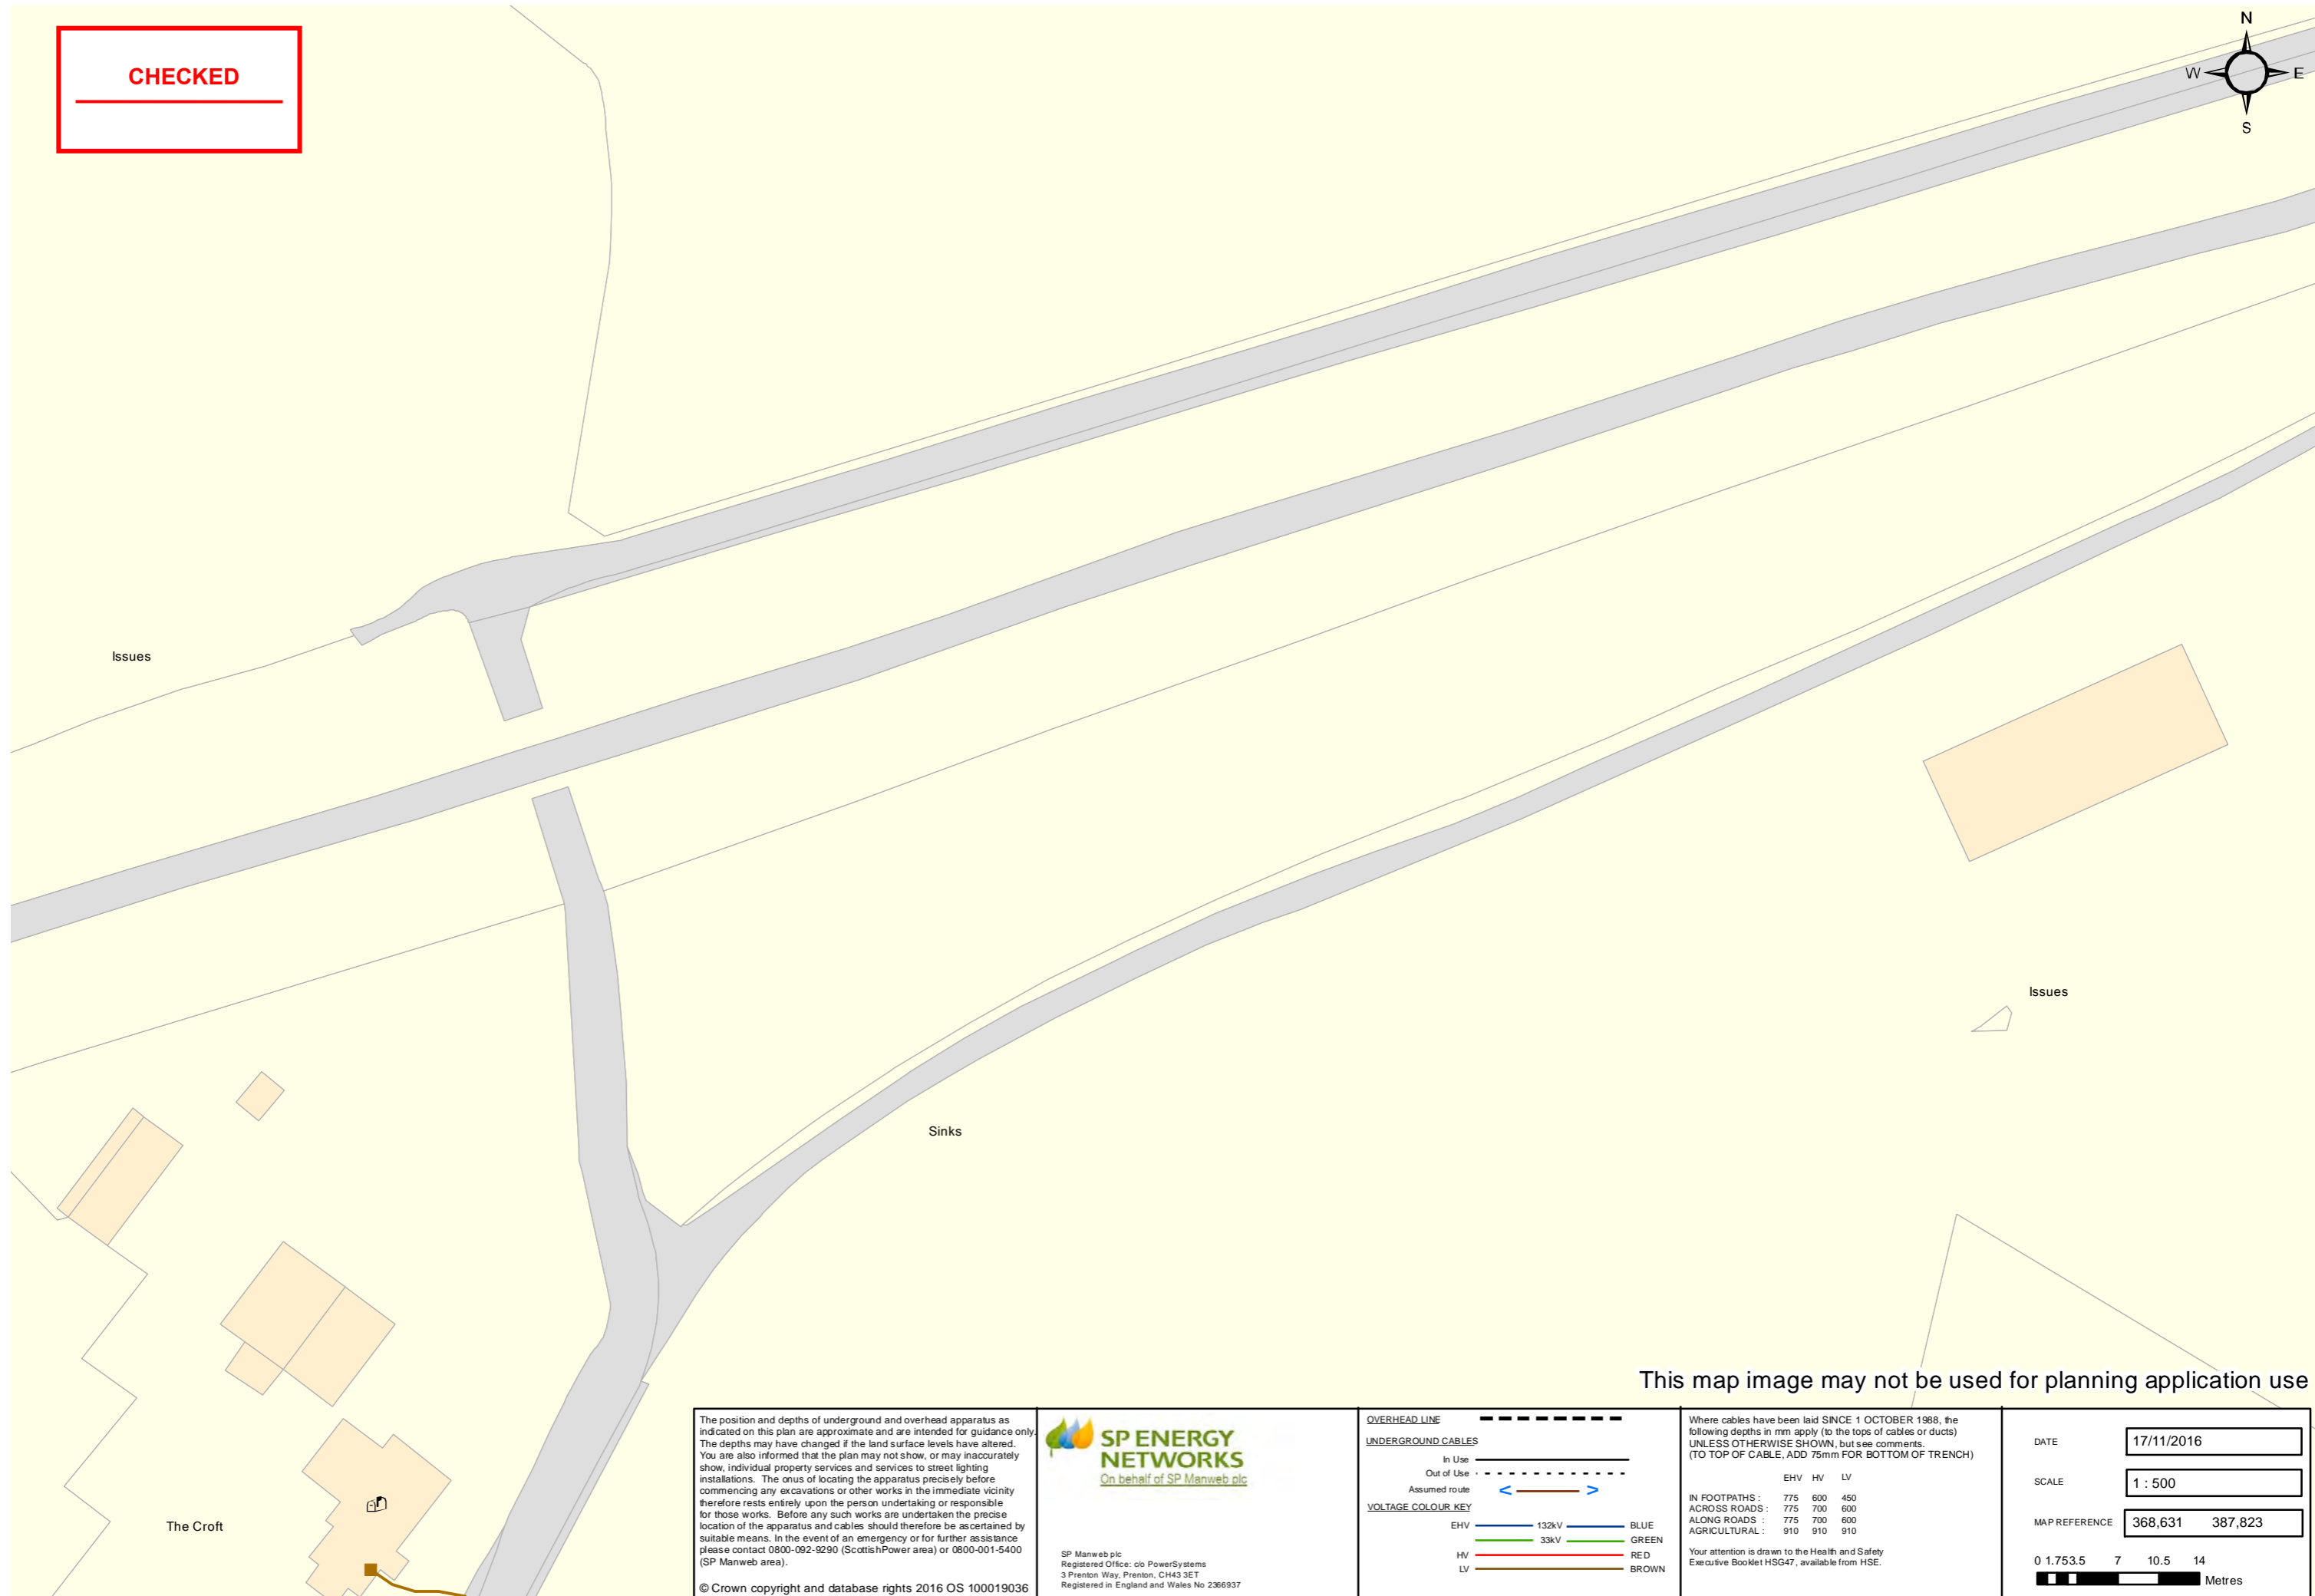 CHECKED
N
W E
S
Issues
Issues
Sinks
The Croft
This map image may not be used for planning application use
The position and depths of underground and overhead apparatus as
indicated on this plan are approximate and are intended for guidance only.
The depths may have changed if the land surface levels have altered.
You are also informed that the plan may not show, or may inaccurately
show, individual property services and services to street lighting
installations. The onus of locating the apparatus precisely before
commencing any excavations or other works in the immediate vicinity
therefore rests entirely upon the person undertaking or responsible
for those works. Before any such works are undertaken the precise
location of the apparatus and cables should therefore be ascertained by
suitable means. In the event of an emergency or for further assistance
please contact 0800-092-9290 (ScottishPower area) or 0800-001-5400
(SP Manweb area).
© Crown copyright and database rights 2016 OS 100019036
SP ENERGY
NETWORKS
On behalf of SP Manweb plc
SP Manweb plc
Registered Office: c/o PowerSystems
3 Prenton Way, Prenton, CH43 3ET
Registered in England and Wales No 2366937
OVERHEAD LINE
UNDERGROUND CABLES
In Use
Out of Use
Assumed route < >
VOLTAGE COLOUR KEY
EHV 132kV BLUE
33kV GREEN
HV RED
LV BROWN
Where cables have been laid SINCE 1 OCTOBER 1988, the
following depths in mm apply (to the tops of cables or ducts)
UNLESS OTHERWISE SHOWN, but see comments.
(TO TOP OF CABLE, ADD 75mm FOR BOTTOM OF TRENCH)
EHV HV LV
IN FOOTPATHS : 775 600 450
ACROSS ROADS : 775 700 600
ALONG ROADS : 775 700 600
AGRICULTURAL : 910 910 910
Your attention is drawn to the Health and Safety
Executive Booklet HSG47, available from HSE.
DATE 17/11/2016
SCALE 1 : 500
MAP REFERENCE 368,631 387,823
0 1.753.5 7 10.5 14
Metres